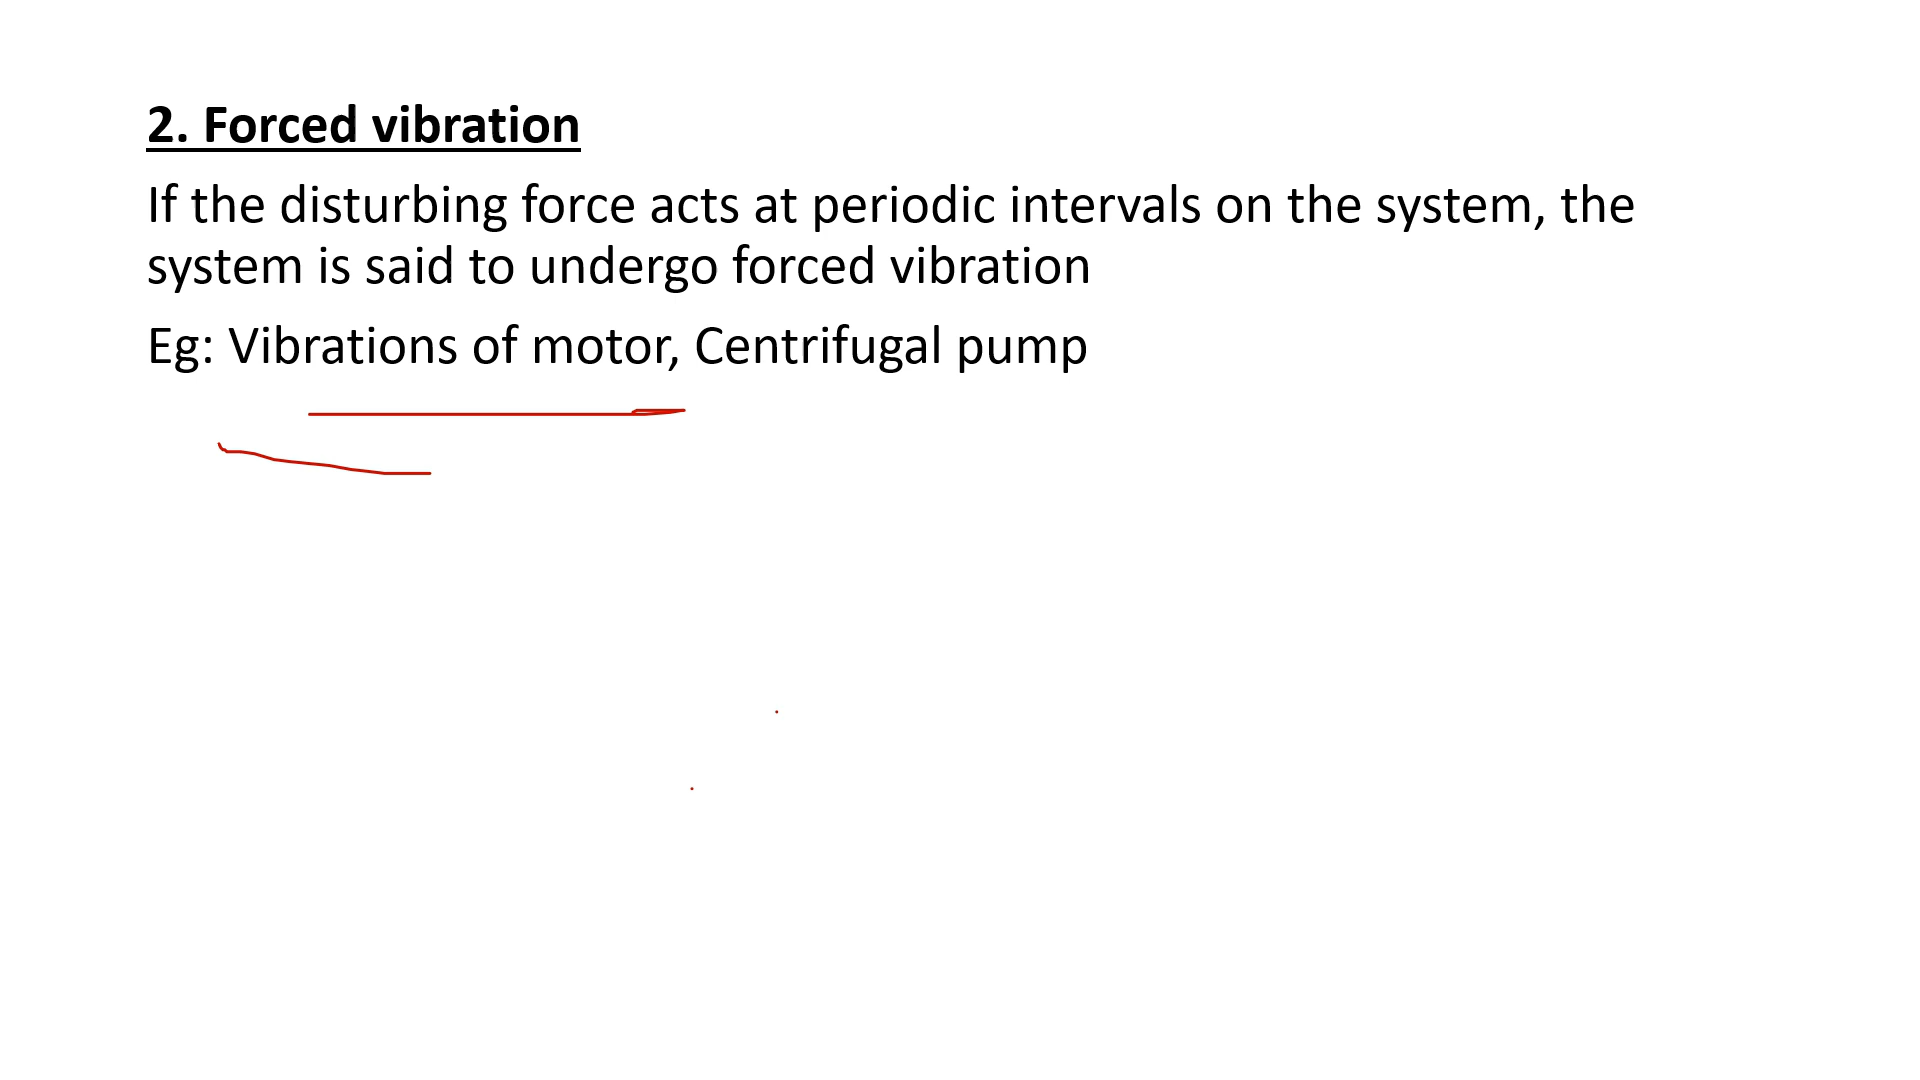 2. Forced vibration
If the disturbing force acts at periodic intervals on the system, the
system is said to undergo forced vibration
Eg: Vibrations of motor, Centrifugal pump